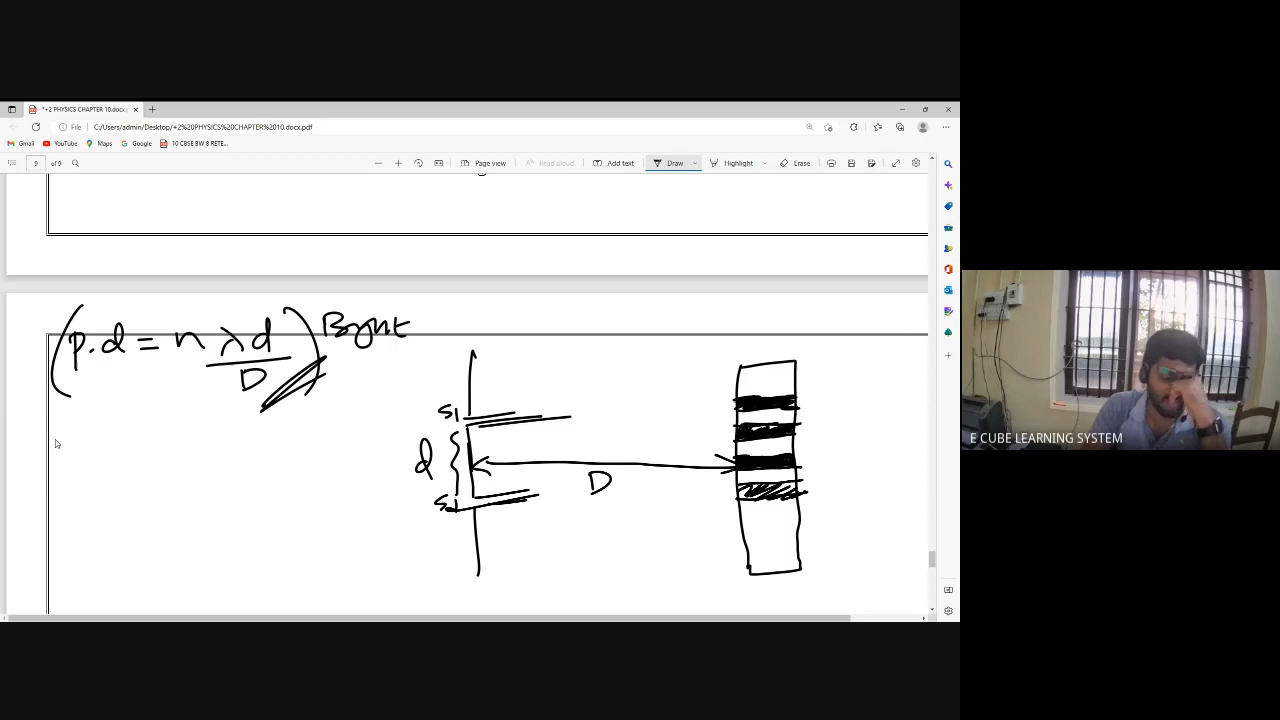 *+2 PHYSICS CHAPTER 10.docx.p
File C:/Users/admin/Desktop/+2%20PHYSICS%20CHAPTER%2010.docx.pdf
Gmail YouTube Maps Google 10 CBSE BW 8 RETE...
9 of 9 Page view Read aloud Draw Highlight Erase Add text
(p.d = n λd / D) Bright
S1
d
D
S2
E CUBE LEARNING SYSTEM